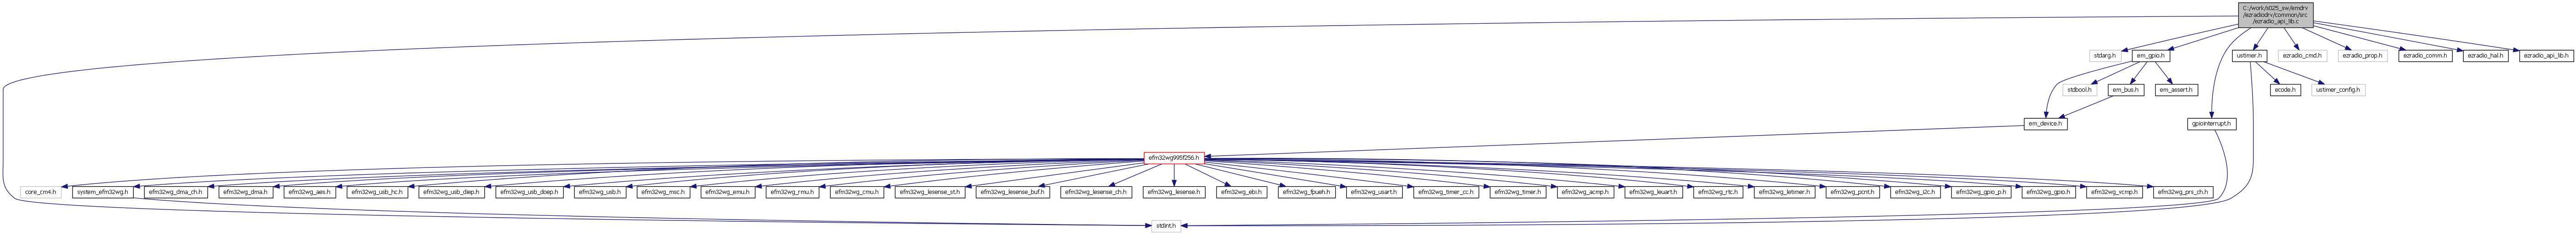 C:/work/s025_sw/emdrv
/ezradiodrv/common/src
/ezradio_api_lib.c
stdarg.h
em_gpio.h
ustimer.h
ezradio_cmd.h
ezradio_prop.h
ezradio_comm.h
ezradio_hal.h
ezradio_api_lib.h
stdbool.h
em_bus.h
em_assert.h
ecode.h
ustimer_config.h
em_device.h
gpiointerrupt.h
efm32wg995f256.h
core_cm4.h
system_efm32wg.h
efm32wg_dma_ch.h
efm32wg_dma.h
efm32wg_aes.h
efm32wg_usb_hc.h
efm32wg_usb_diep.h
efm32wg_usb_doep.h
efm32wg_usb.h
efm32wg_msc.h
efm32wg_emu.h
efm32wg_rmu.h
efm32wg_cmu.h
efm32wg_lesense_st.h
efm32wg_lesense_buf.h
efm32wg_lesense_ch.h
efm32wg_lesense.h
efm32wg_ebi.h
efm32wg_fpueh.h
efm32wg_usart.h
efm32wg_timer_cc.h
efm32wg_timer.h
efm32wg_acmp.h
efm32wg_leuart.h
efm32wg_rtc.h
efm32wg_letimer.h
efm32wg_pcnt.h
efm32wg_i2c.h
efm32wg_gpio_p.h
efm32wg_gpio.h
efm32wg_vcmp.h
efm32wg_prs_ch.h
stdint.h